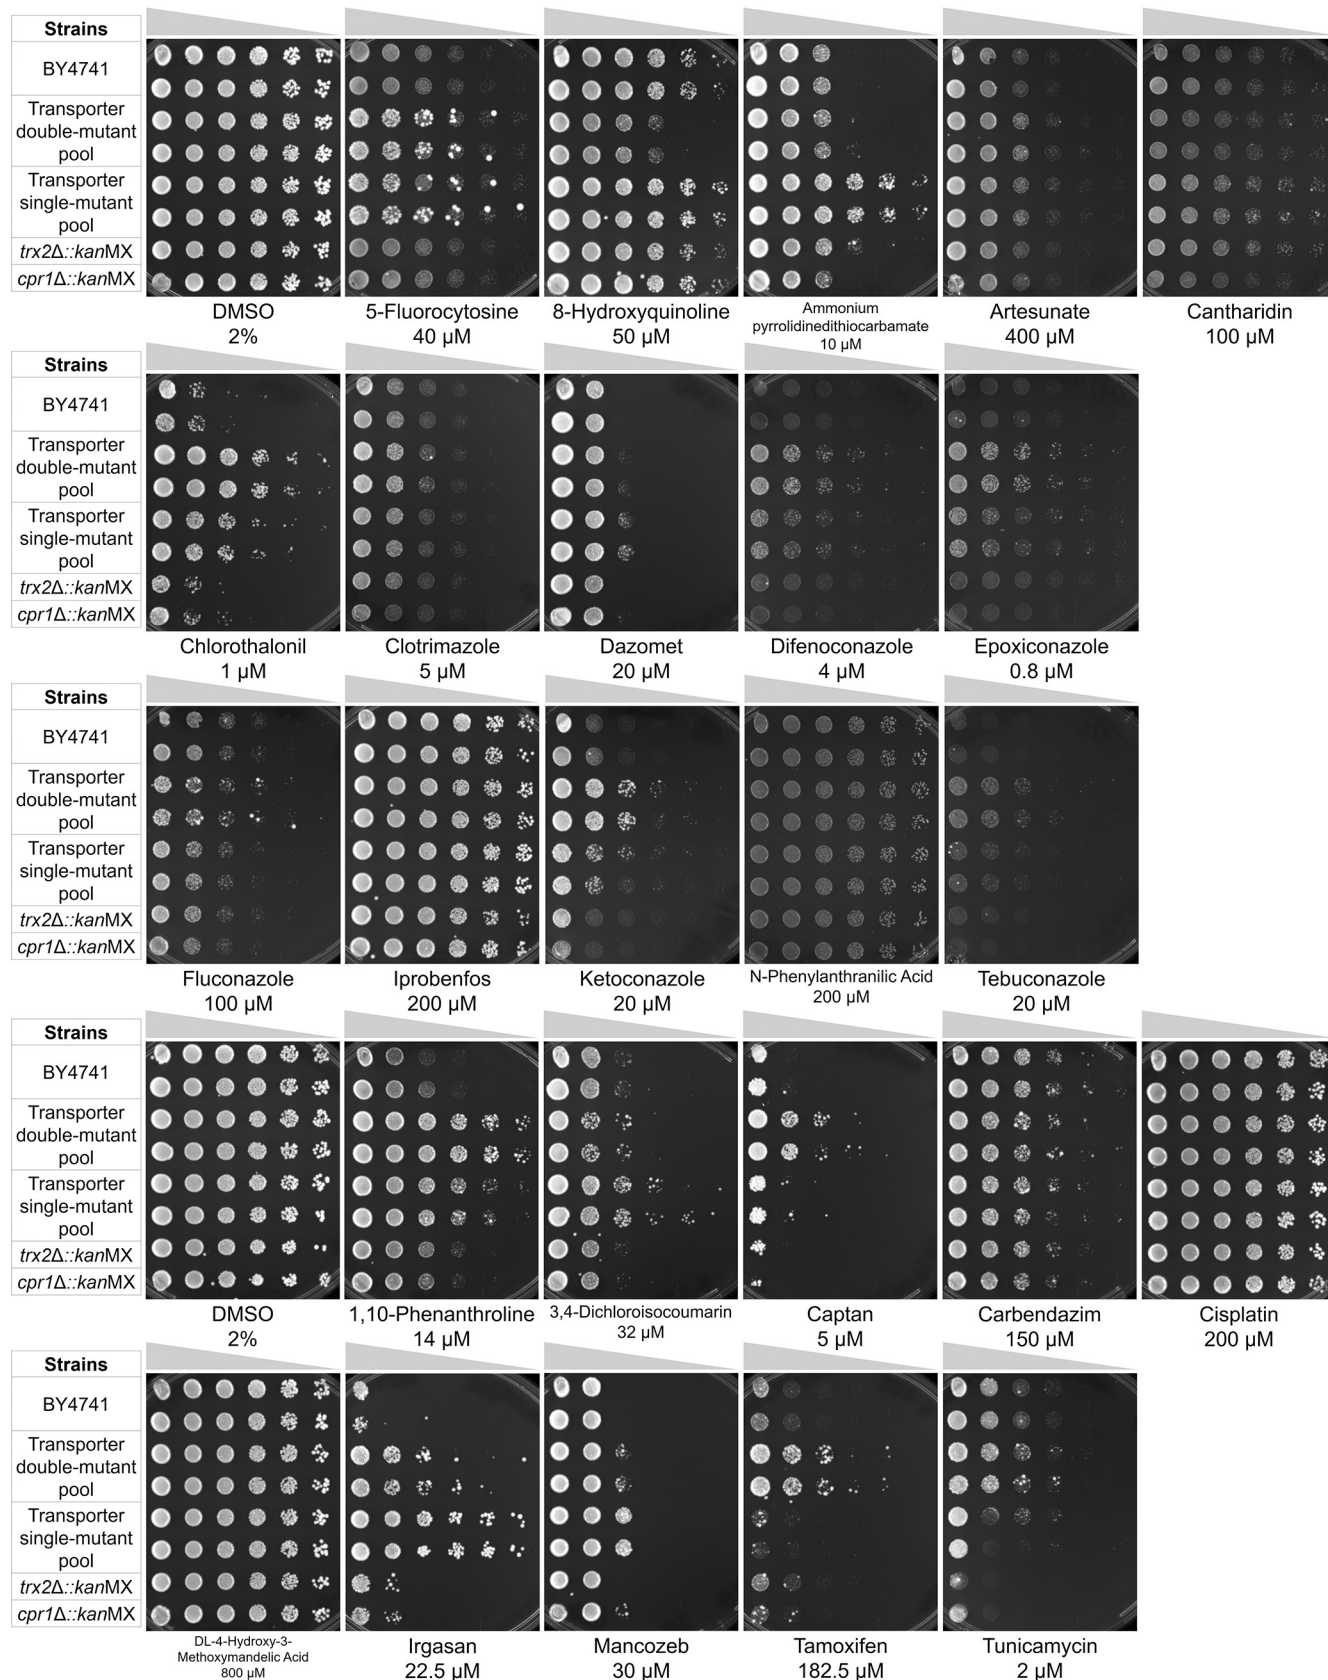 Strains
BY4741
Transporter
double-mutant
pool
Transporter
single-mutant
pool
trx2Δ::kanMX
cpr1Δ::kanMX
DMSO
2%
5-Fluorocytosine
40 µM
8-Hydroxyquinoline
50 µM
Ammonium
pyrrolidinedithiocarbamate
10 µM
Artesunate
400 µM
Cantharidin
100 µM
Strains
BY4741
Transporter
double-mutant
pool
Transporter
single-mutant
pool
trx2Δ::kanMX
cpr1Δ::kanMX
Chlorothalonil
1 µM
Clotrimazole
5 µM
Dazomet
20 µM
Difenoconazole
4 µM
Epoxiconazole
0.8 µM
Strains
BY4741
Transporter
double-mutant
pool
Transporter
single-mutant
pool
trx2Δ::kanMX
cpr1Δ::kanMX
Fluconazole
100 µM
Iprobenfos
200 µM
Ketoconazole
20 µM
N-Phenylanthranilic Acid
200 µM
Tebuconazole
20 µM
Strains
BY4741
Transporter
double-mutant
pool
Transporter
single-mutant
pool
trx2Δ::kanMX
cpr1Δ::kanMX
DMSO
2%
1,10-Phenanthroline
14 µM
3,4-Dichloroisocoumarin
32 µM
Captan
5 µM
Carbendazim
150 µM
Cisplatin
200 µM
Strains
BY4741
Transporter
double-mutant
pool
Transporter
single-mutant
pool
trx2Δ::kanMX
cpr1Δ::kanMX
DL-4-Hydroxy-3-
Methoxymandelic Acid
800 µM
Irgasan
22.5 µM
Mancozeb
30 µM
Tamoxifen
182.5 µM
Tunicamycin
2 µM